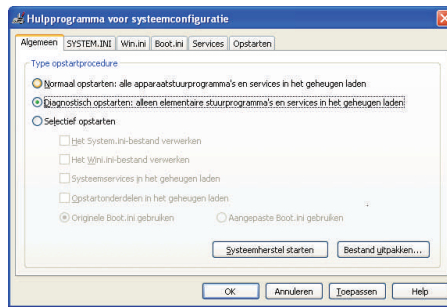 Hulpprogramma voor systeemconfiguratie
Algemeen SYSTEM.INI Win.ini Boot.ini Services Opstarten
Type opstartprocedure
Normaal opstarten: alle apparaatstuurprogramma's en services in het geheugen laden
Diagnostisch opstarten: alleen elementaire stuurprogramma's en services in het geheugen laden
Selectief opstarten
Het System.ini-bestand verwerken
Het Wini.ini-bestand verwerken
Systeemservices in het geheugen laden
Opstartonderdelen in het geheugen laden
Originele Boot.ini gebruiken Aangepaste Boot.ini gebruiken
Systeemherstel starten Bestand uitpakken...
OK Annuleren Toepassen Help